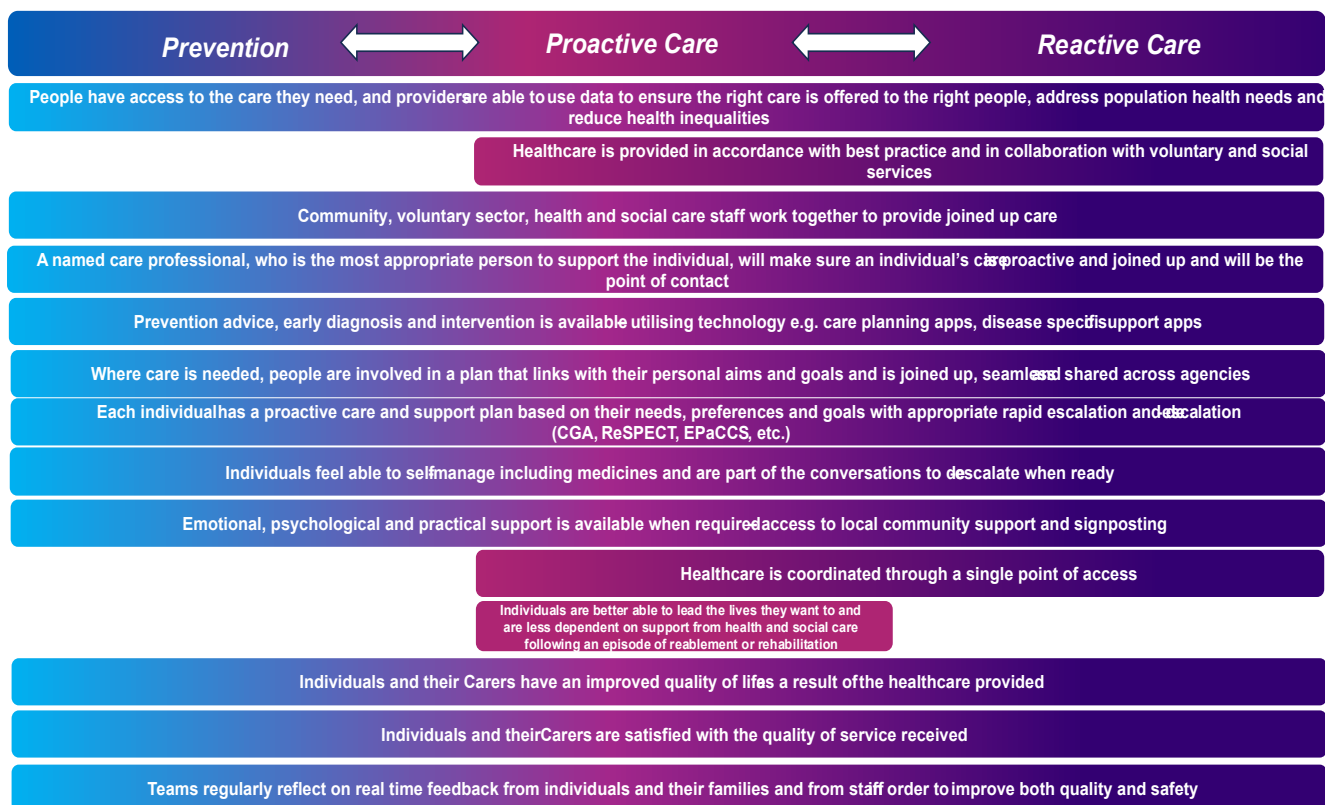 Prevention
Proactive Care
Reactive Care
People have access to the care they need, and providers are able to use data to ensure the right care is offered to the right people, address population health needs and
reduce health inequalities
Healthcare is provided in accordance with best practice and in collaboration with voluntary and social
services
Community, voluntary sector, health and social care staff work together to provide joined up care
A named care professional, who is the most appropriate person to support the individual, will make sure an individual's care is proactive and joined up and will be the
point of contact
Prevention advice, early diagnosis and intervention is available – utilising technology e.g. care planning apps, disease specific support apps
Where care is needed, people are involved in a plan that links with their personal aims and goals and is joined up, seamless and shared across agencies
Each individual has a proactive care and support plan based on their needs, preferences and goals with appropriate rapid escalation and de-escalation
(CGA, ReSPECT, EPaCCS, etc.)
Individuals feel able to self-manage including medicines and are part of the conversations to de-escalate when ready
Emotional, psychological and practical support is available when required – access to local community support and signposting
Healthcare is coordinated through a single point of access
Individuals are better able to lead the lives they want to and
are less dependent on support from health and social care
following an episode of reablement or rehabilitation
Individuals and their Carers have an improved quality of life as a result of the healthcare provided
Individuals and their Carers are satisfied with the quality of service received
Teams regularly reflect on real time feedback from individuals and their families and from staff in order to improve both quality and safety